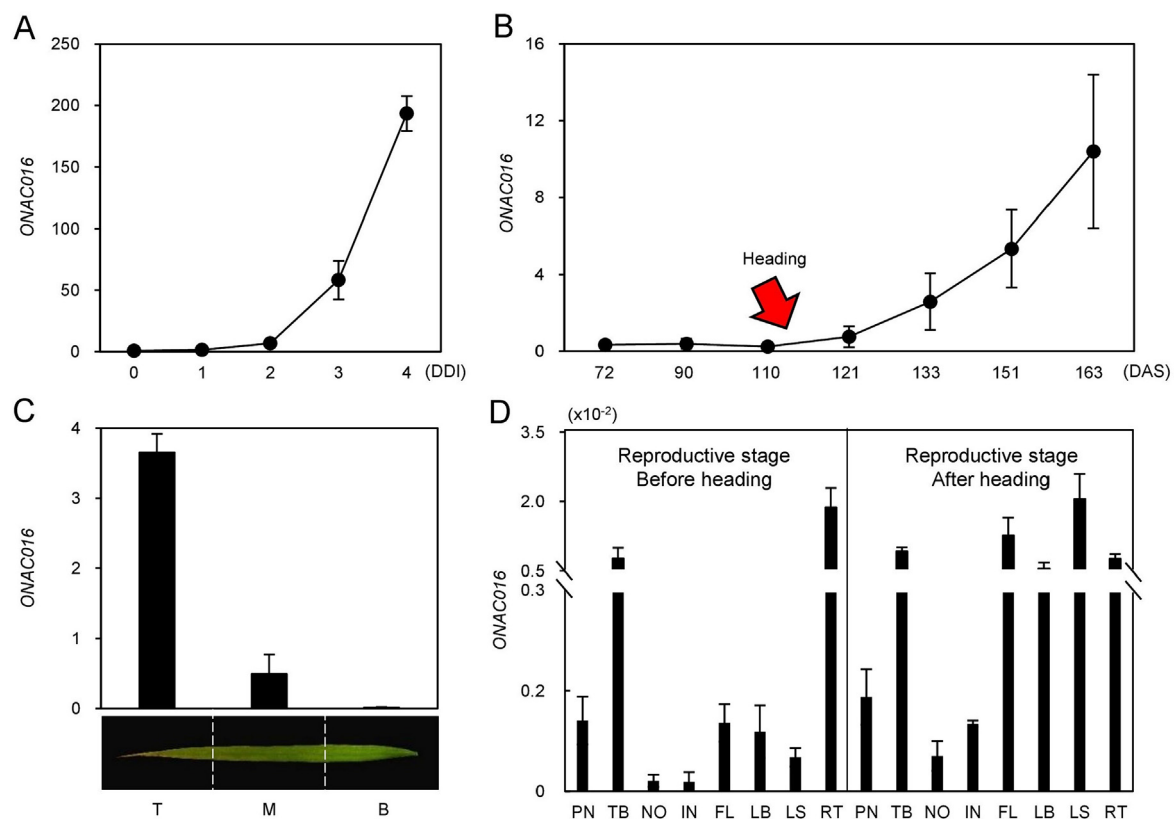 A
250
200
150
100
50
0
ONAC016
0 1 2 3 4 (DDI)
B
16
12
8
4
0
ONAC016
Heading
72 90 110 121 133 151 163 (DAS)
C
4
3
2
1
0
ONAC016
T M B
D
(x10-2)
3.5
2.0
0.5
0.3
0.2
0
ONAC016
Reproductive stage
Before heading
Reproductive stage
After heading
PN TB NO IN FL LB LS RT PN TB NO IN FL LB LS RT